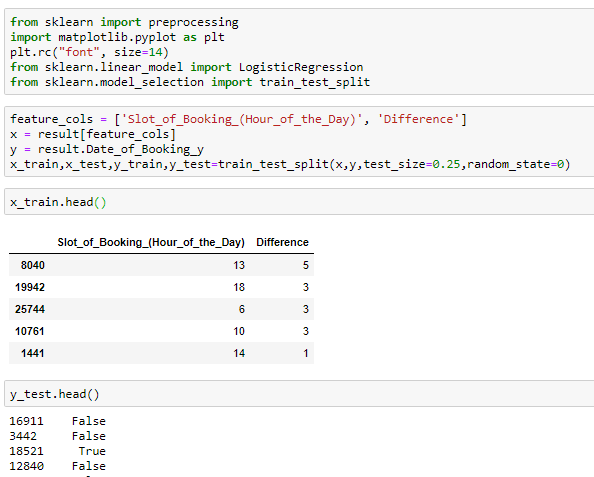 from sklearn import preprocessing
import matplotlib.pyplot as plt
plt.rc("font", size=14)
from sklearn.linear_model import LogisticRegression
from sklearn.model_selection import train_test_split
feature_cols = ['Slot_of_Booking_(Hour_of_the_Day)', 'Difference']
x = result[feature_cols]
y = result.Date_of_Booking_y
x_train,x_test,y_train,y_test=train_test_split(x,y,test_size=0.25,random_state=0)
x_train.head()
Slot_of_Booking_(Hour_of_the_Day) Difference
8040 13 5
19942 18 3
25744 6 3
10761 10 3
1441 14 1
y_test.head()
16911 False
3442 False
18521 True
12840 False